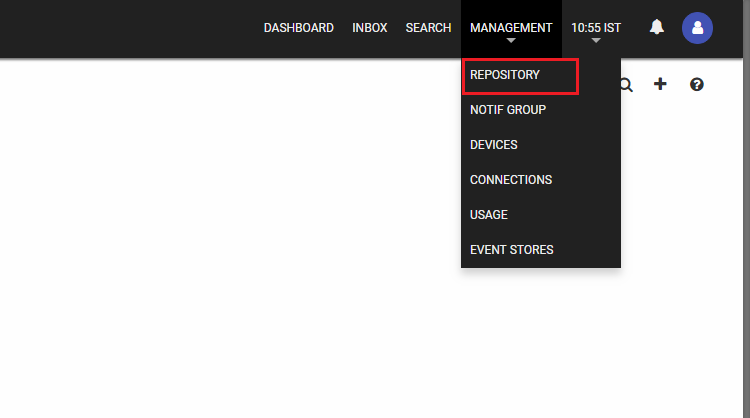 DASHBOARD INBOX SEARCH MANAGEMENT 10:55 IST
REPOSITORY
NOTIF GROUP
DEVICES
CONNECTIONS
USAGE
EVENT STORES